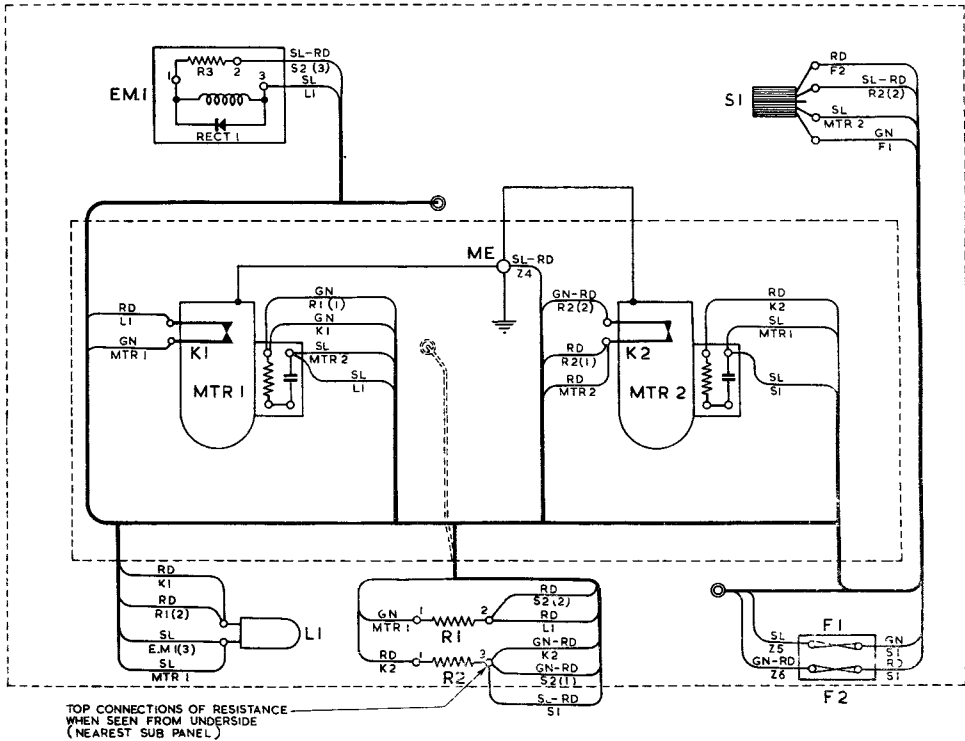 EM.1
1
R3
2
3
RECT 1
SL-RD
S2 (3)
SL
L1
S1
RD
F2
SL-RD
R2(2)
SL
MTR 2
GN
F1
ME
SL-RD
Z4
RD
L1
GN
MTR 1
K1
MTR 1
GN
R1(1)
GN
K1
SL
MTR 2
SL
L1
GN-RD
R2(2)
RD
R2(1)
RD
MTR2
K2
MTR 2
RD
K2
SL
MTR1
SL
S1
RD
K1
RD
R1(2)
SL
E.M1(3)
SL
MTR 1
L1
GN
MTR 1
1
R1
2
RD
S2(2)
RD
L1
RD
K2
1
R2
3
GN-RD
K2
GN-RD
S2(1)
SL-RD
S1
SL
Z5
GN-RD
Z6
F1
GN
S1
RD
S1
F2
TOP CONNECTIONS OF RESISTANCE
WHEN SEEN FROM UNDERSIDE
(NEAREST SUB PANEL)